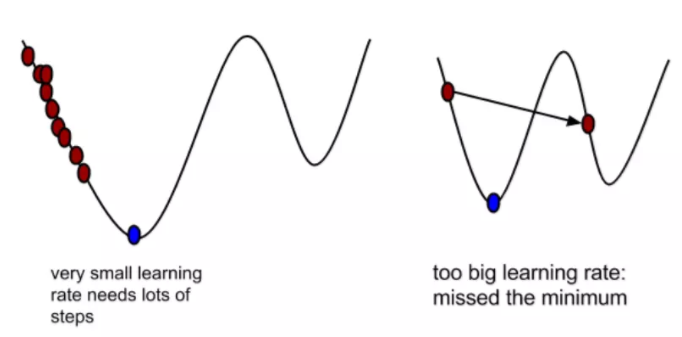 very small learning
rate needs lots of
steps
too big learning rate:
missed the minimum